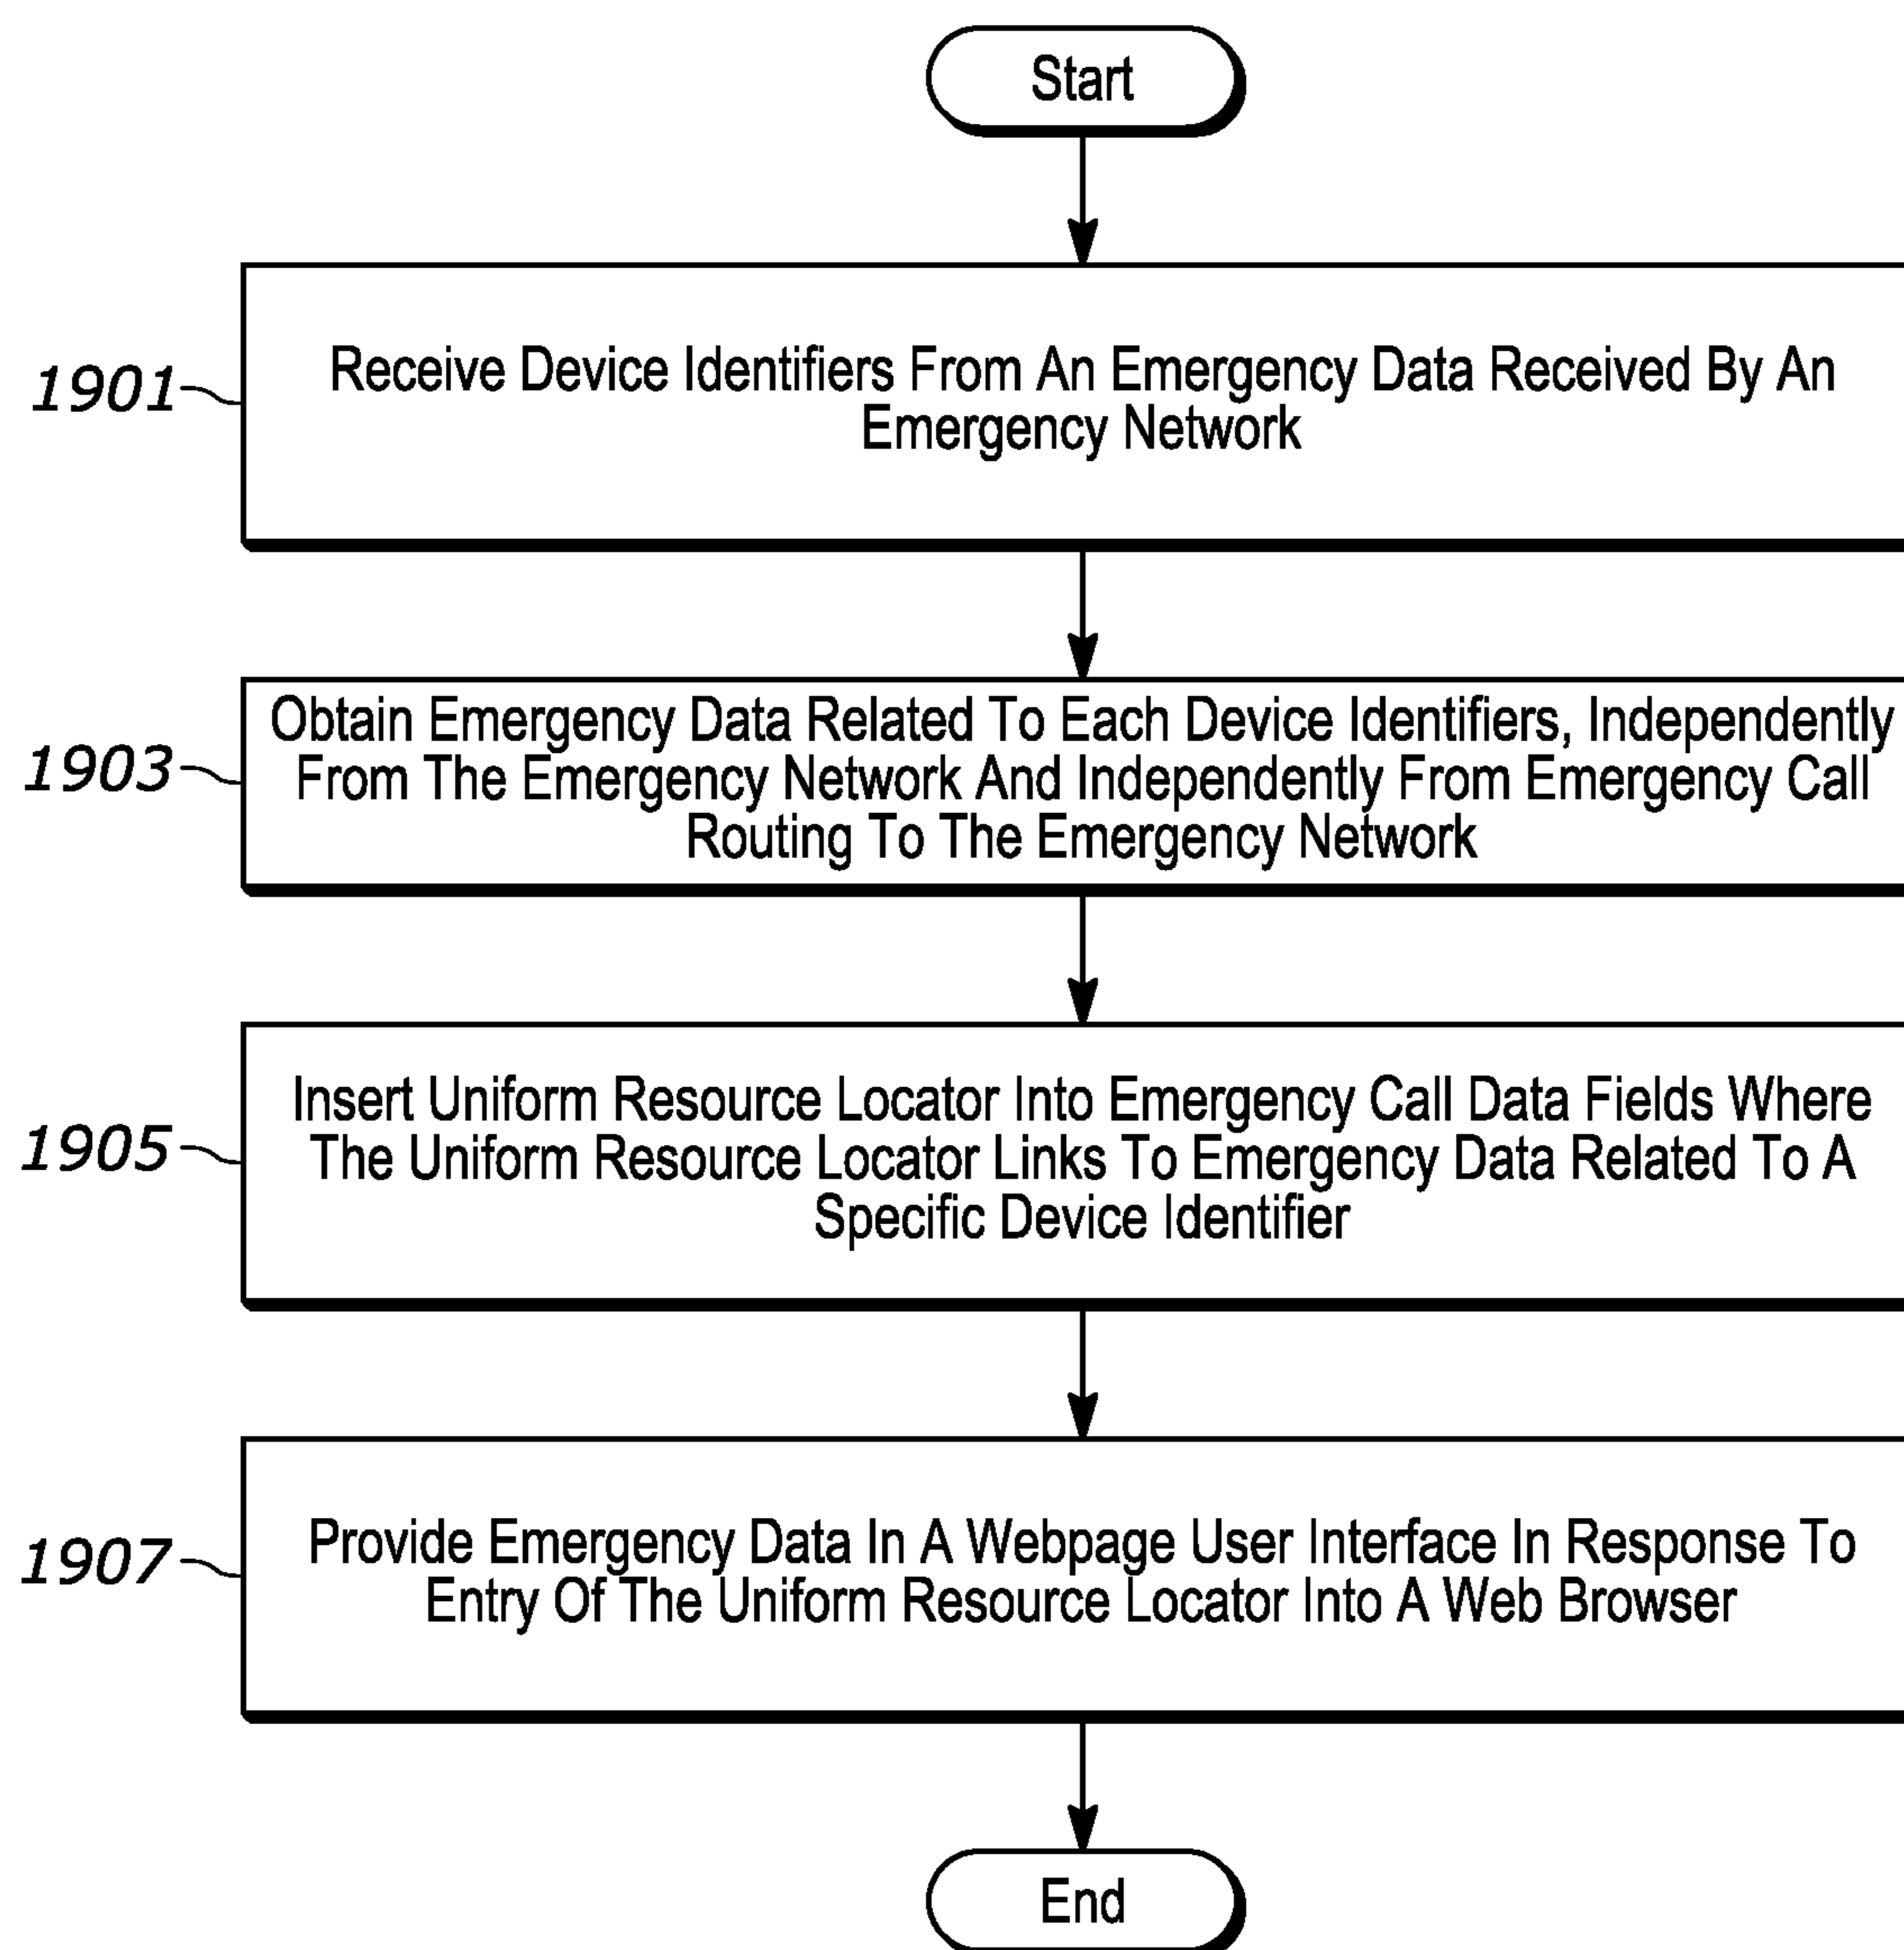 Start
1901
Receive Device Identifiers From An Emergency Data Received By An
Emergency Network
1903
Obtain Emergency Data Related To Each Device Identifiers, Independently
From The Emergency Network And Independently From Emergency Call
Routing To The Emergency Network
1905
Insert Uniform Resource Locator Into Emergency Call Data Fields Where
The Uniform Resource Locator Links To Emergency Data Related To A
Specific Device Identifier
1907
Provide Emergency Data In A Webpage User Interface In Response To
Entry Of The Uniform Resource Locator Into A Web Browser
End